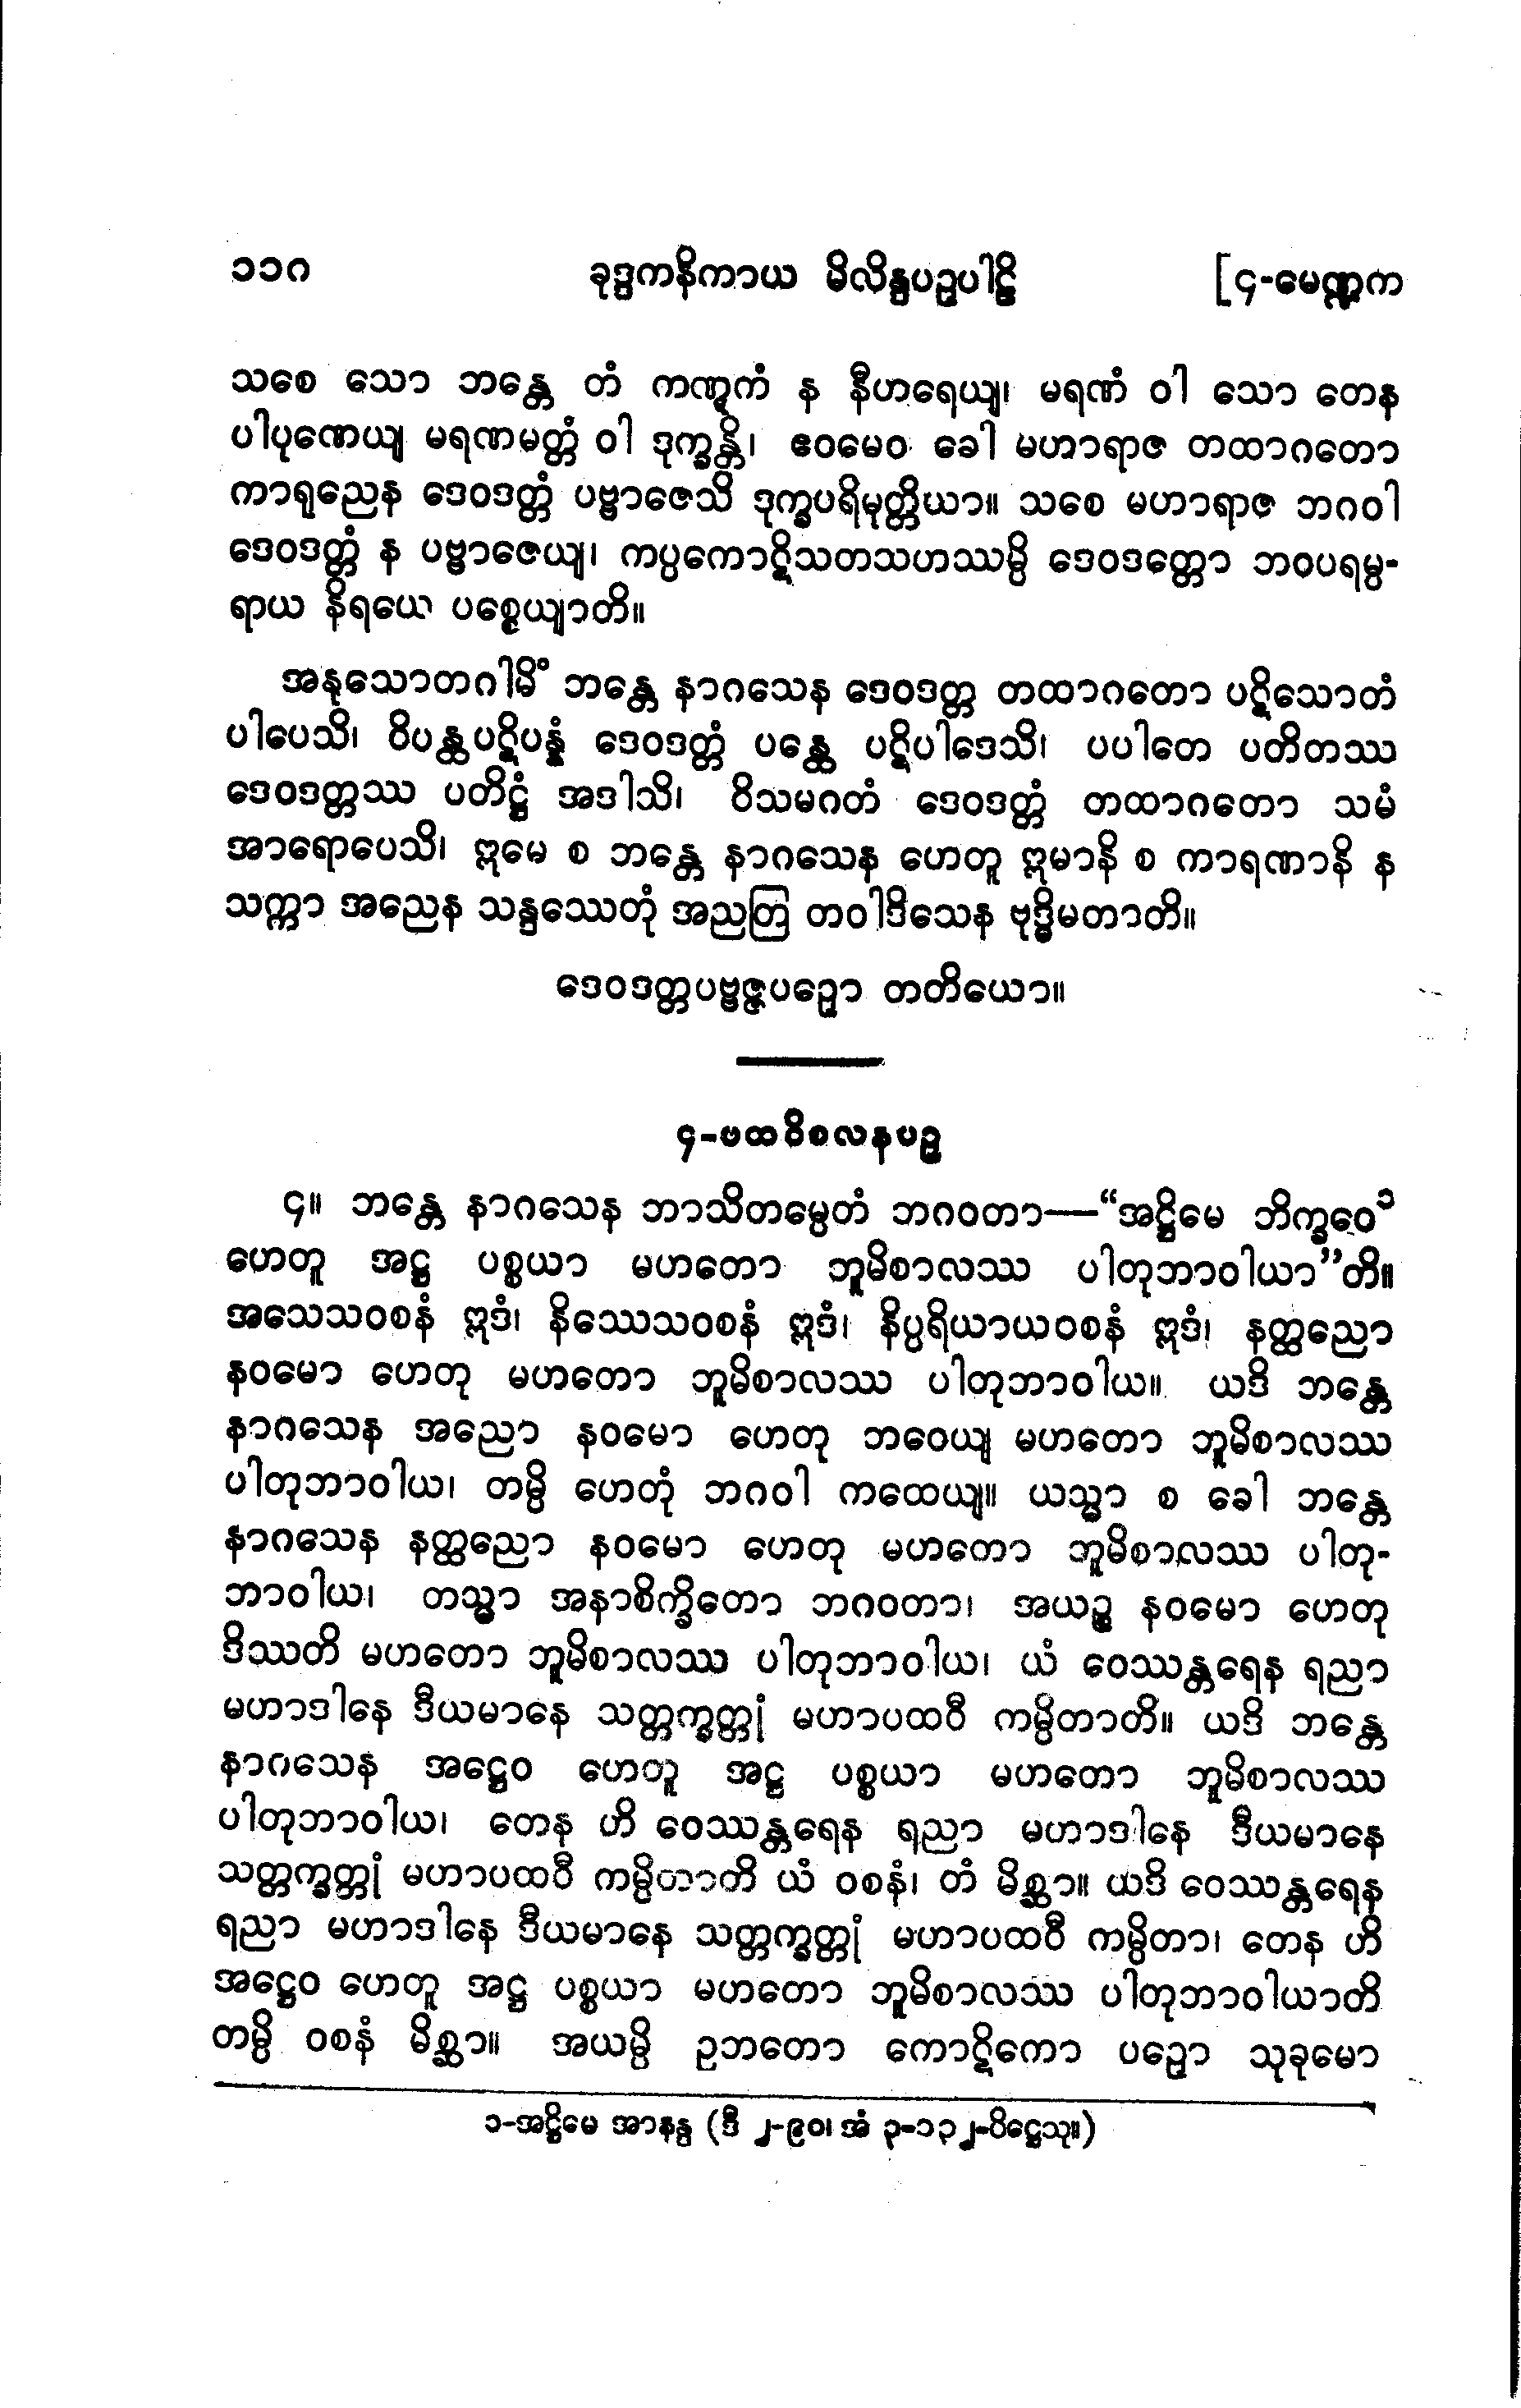 ၁၁ဂ ခုဒ္ဒကနိကာယ မိလိန္ဒပဉှပါဠိ [၄-မေဏ္ဍက
သစေ သော ဘန္တေ တံ ကဏ္ဋကံ န နီဟရေယျ၊ မရဏံ ဝါ သော တေန
ပါပုဏေယျ မရဏမတ္တံ ဝါ ဒုက္ခန္တိ၊ ဧဝမေဝ ခေါ မဟာရာဇ တထာဂတော
ကာရုညေန ဒေဝဒတ္တံ ပဗ္ဗာဇေသိ ဒုက္ခပရိမုတ္တိယာ။ သစေ မဟာရာဇ ဘဂဝါ
ဒေဝဒတ္တံ န ပဗ္ဗာဇေယျ၊ ကပ္ပကောဋိသတသဟဿမ္ပိ ဒေဝဒတ္တော ဘဝပရမ္ပ-
ရာယ နိရယေ ပစ္စေယျာတိ။
အနုသောတဂါမိံ ဘန္တေ နာဂသေန ဒေဝဒတ္တ တထာဂတော ပဋိသောတံ
ပါပေသိ၊ ဝိပန္ထပဋိပန္နံ ဒေဝဒတ္တံ ပန္ထေ ပဋိပါဒေသိ၊ ပပါတေ ပတိတဿ
ဒေဝဒတ္တဿ ပတိဋ္ဌံ အဒါသိ၊ ဝိသမဂတံ ဒေဝဒတ္တံ တထာဂတော သမံ
အာရောပေသိ၊ ဣမေ စ ဘန္တေ နာဂသေန ဟေတူ ဣမာနိ စ ကာရဏာနိ န
သက္ကာ အညေန သန္ဒဿေတုံ အညတြ တဝါဒိသေန ဗုဒ္ဓိမတာတိ။
ဒေဝဒတ္တပဗ္ဗဇ္ဇပဉှော တတိယော။
၄-ပထဝိစလနပဉှ
၄။ ဘန္တေ နာဂသေန ဘာသိတမ္ပေတံ ဘဂဝတာ—“အဋ္ဌိမေ ဘိက္ခဝေ၁
ဟေတူ အဋ္ဌ ပစ္စယာ မဟတော ဘူမိစာလဿ ပါတုဘာဝါယာ”တိ။
အသေသဝစနံ ဣဒံ၊ နိဿေသဝစနံ ဣဒံ၊ နိပ္ပရိယာယဝစနံ ဣဒံ၊ နတ္ထညော
နဝမော ဟေတု မဟတော ဘူမိစာလဿ ပါတုဘာဝါယ။ ယဒိ ဘန္တေ
နာဂသေန အညော နဝမော ဟေတု ဘဝေယျ မဟတော ဘူမိစာလဿ
ပါတုဘာဝါယ၊ တမ္ပိ ဟေတုံ ဘဂဝါ ကထေယျ။ ယသ္မာ စ ခေါ ဘန္တေ
နာဂသေန နတ္ထညော နဝမော ဟေတု မဟတော ဘူမိစာလဿ ပါတု-
ဘာဝါယ၊ တသ္မာ အနာစိက္ခိတော ဘဂဝတာ၊ အယဉ္စ နဝမော ဟေတု
ဒိဿတိ မဟတော ဘူမိစာလဿ ပါတုဘာဝါယ၊ ယံ ဝေဿန္တရေန ရညာ
မဟာဒါနေ ဒီယမာနေ သတ္တက္ခတ္တုံ မဟာပထဝီ ကမ္ပိတာတိ။ ယဒိ ဘန္တေ
နာဂသေန အဋ္ဌေဝ ဟေတူ အဋ္ဌ ပစ္စယာ မဟတော ဘူမိစာလဿ
ပါတုဘာဝါယ၊ တေန ဟိ ဝေဿန္တရေန ရညာ မဟာဒါနေ ဒီယမာနေ
သတ္တက္ခတ္တုံ မဟာပထဝီ ကမ္ပိတာတိ ယံ ဝစနံ၊ တံ မိစ္ဆာ။ ယဒိ ဝေဿန္တရေန
ရညာ မဟာဒါနေ ဒီယမာနေ သတ္တက္ခတ္တုံ မဟာပထဝီ ကမ္ပိတာ၊ တေန ဟိ
အဋ္ဌေဝ ဟေတူ အဋ္ဌ ပစ္စယာ မဟတော ဘူမိစာလဿ ပါတုဘာဝါယာတိ
တမ္ပိ ဝစနံ မိစ္ဆာ။ အယမ္ပိ ဥဘတော ကောဋိကော ပဉှော သုခုမော
၁-အဋ္ဌိမေ အာနန္ဒ (ဒီ ၂-၉၀၊ အံ ၃-၁၃၂-ပိဋ္ဌေသု။)